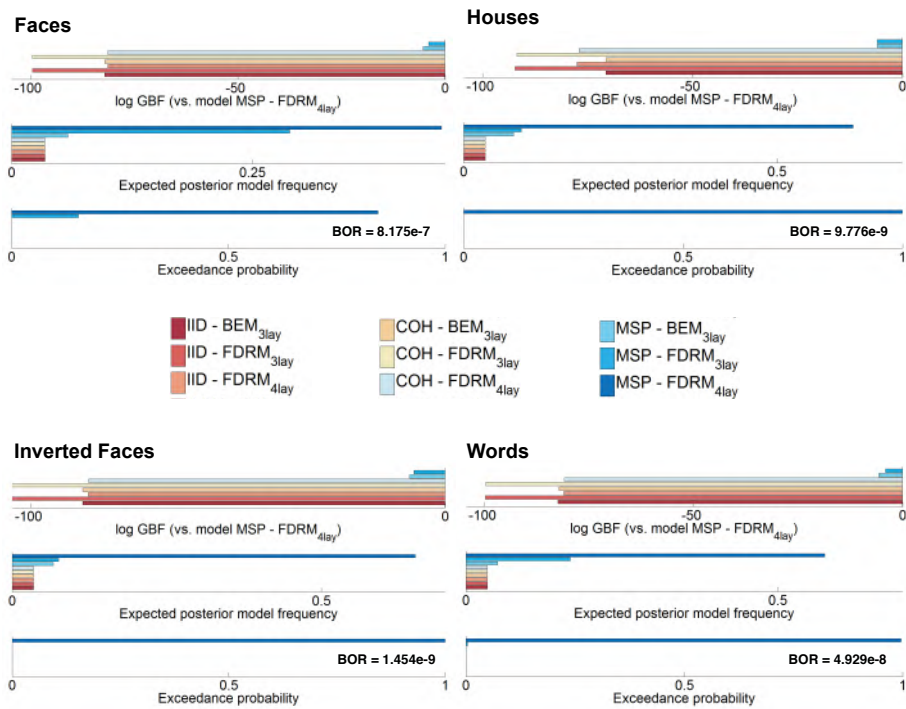 Faces
-100
-50
0
log GBF (vs. model MSP - FDRM4lay)
0
0.25
Expected posterior model frequency
BOR = 8.175e-7
0
0.5
1
Exceedance probability
Houses
-100
-50
0
log GBF (vs. model MSP - FDRM4lay)
0
0.5
Expected posterior model frequency
BOR = 9.776e-9
0
0.5
1
Exceedance probability
IID - BEM3lay
IID - FDRM3lay
IID - FDRM4lay
COH - BEM3lay
COH - FDRM3lay
COH - FDRM4lay
MSP - BEM3lay
MSP - FDRM3lay
MSP - FDRM4lay
Inverted Faces
-100
-50
0
log GBF (vs. model MSP - FDRM4lay)
0
0.5
Expected posterior model frequency
BOR = 1.454e-9
0
0.5
1
Exceedance probability
Words
-100
-50
0
log GBF (vs. model MSP - FDRM4lay)
0
0.5
Expected posterior model frequency
BOR = 4.929e-8
0
0.5
1
Exceedance probability